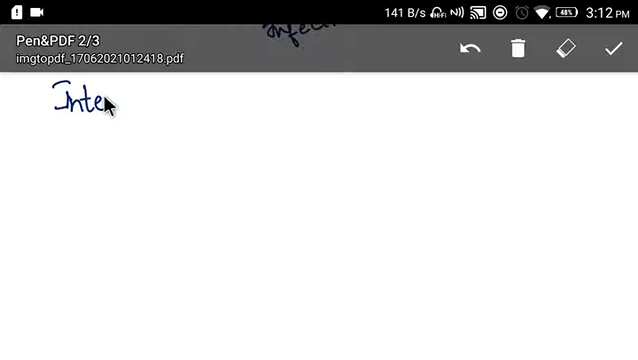 141 B/s 48% 3:12 PM
Pen&PDF 2/3
imgtopdf_17062021012418.pdf
Inte